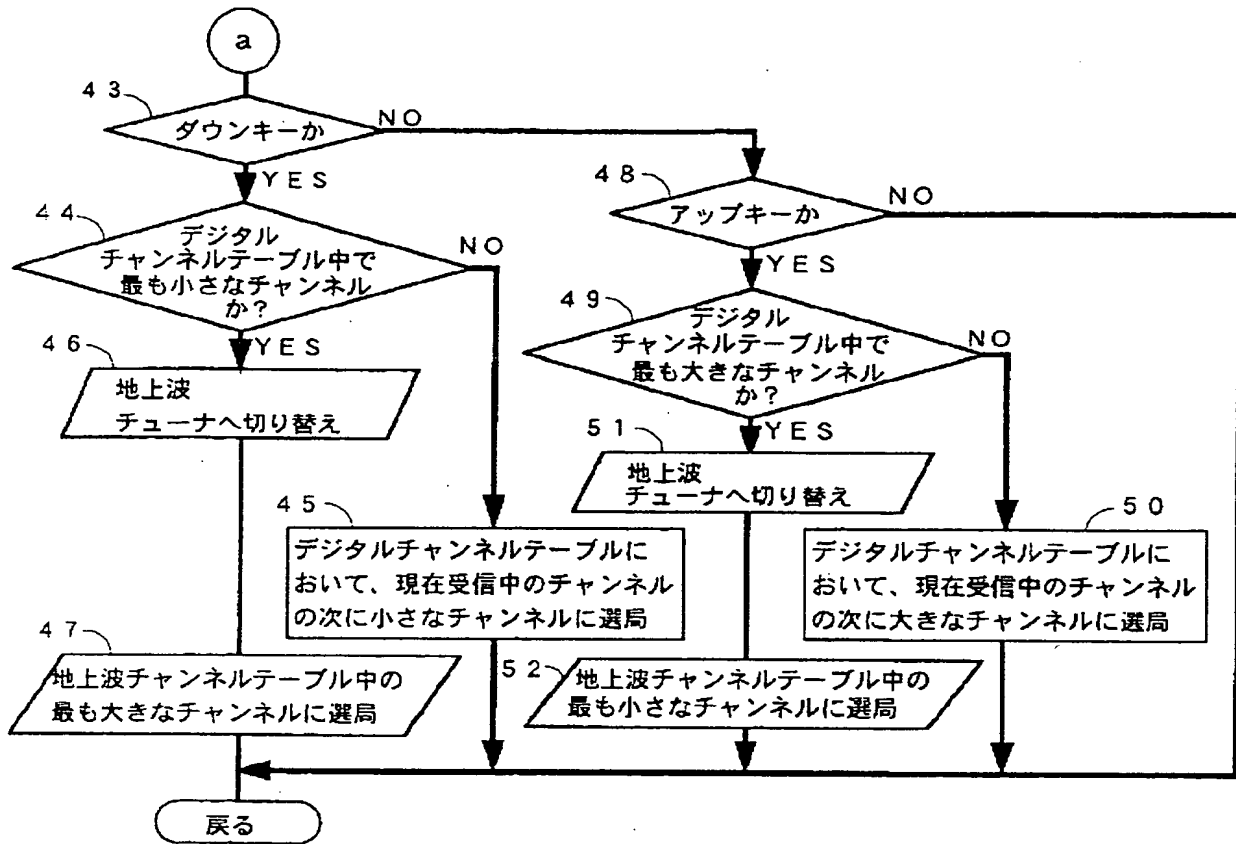 a
43
ダウンキーか
NO
YES
44
デジタル
チャンネルテーブル中で
最も小さなチャンネル
か？
NO
YES
46
地上波
チューナへ切り替え
45
デジタルチャンネルテーブルに
おいて、現在受信中のチャンネル
の次に小さなチャンネルに選局
47
地上波チャンネルテーブル中の
最も大きなチャンネルに選局
48
アップキーか
NO
YES
49
デジタル
チャンネルテーブル中で
最も大きなチャンネル
か？
NO
YES
51
地上波
チューナへ切り替え
50
デジタルチャンネルテーブルに
おいて、現在受信中のチャンネル
の次に大きなチャンネルに選局
52
地上波チャンネルテーブル中の
最も小さなチャンネルに選局
戻る